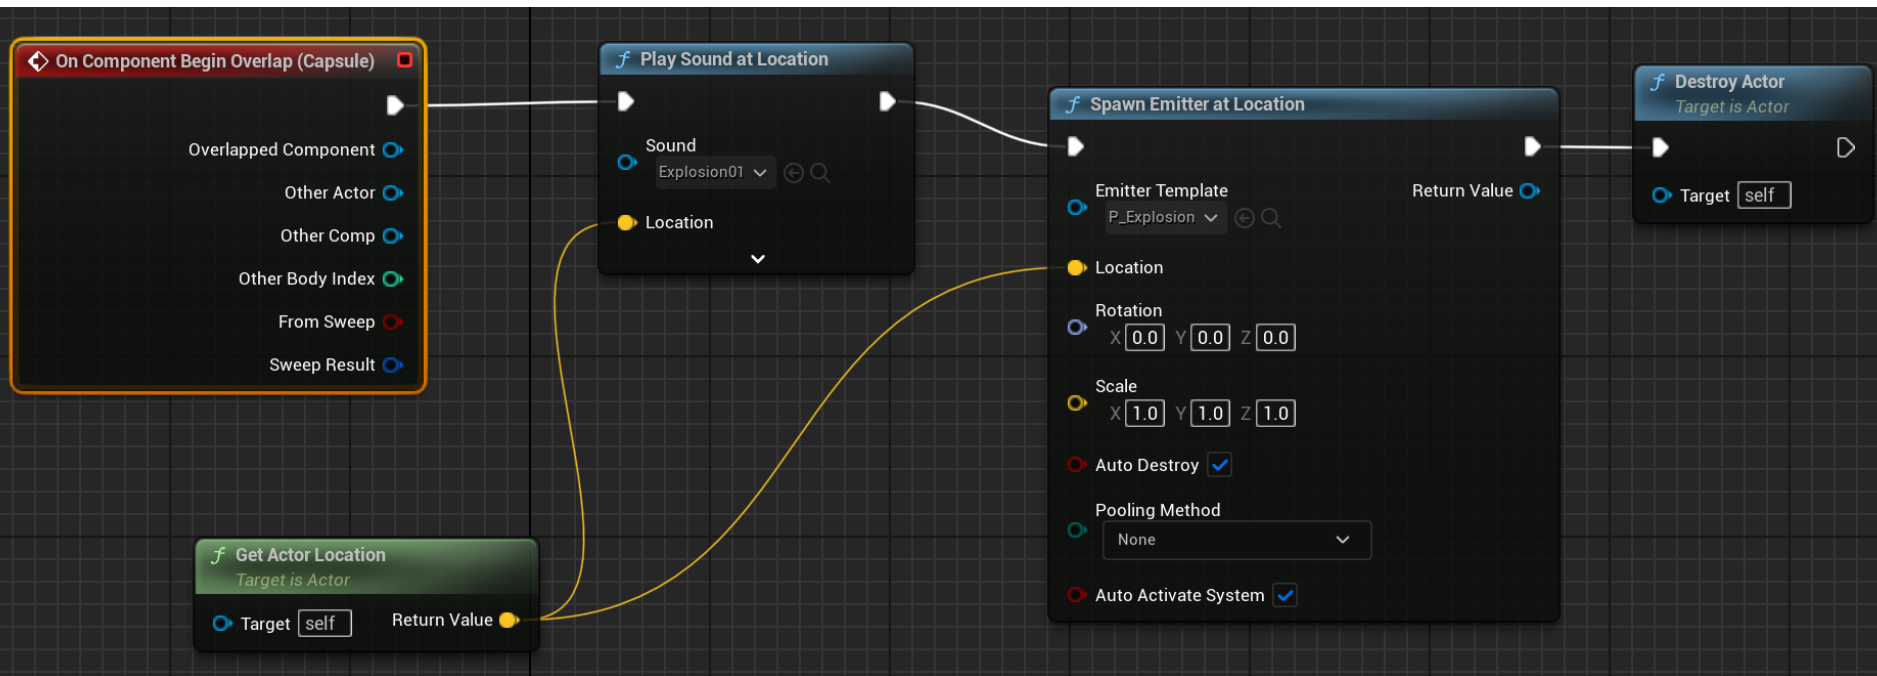 On Component Begin Overlap (Capsule)
Overlapped Component
Other Actor
Other Comp
Other Body Index
From Sweep
Sweep Result
f Play Sound at Location
Sound
Explosion01
Location
f Spawn Emitter at Location
Emitter Template
P_Explosion
Return Value
Location
Rotation
X 0.0 Y 0.0 Z 0.0
Scale
X 1.0 Y 1.0 Z 1.0
Auto Destroy
Pooling Method
None
Auto Activate System
f Destroy Actor
Target is Actor
Target self
f Get Actor Location
Target is Actor
Target self Return Value